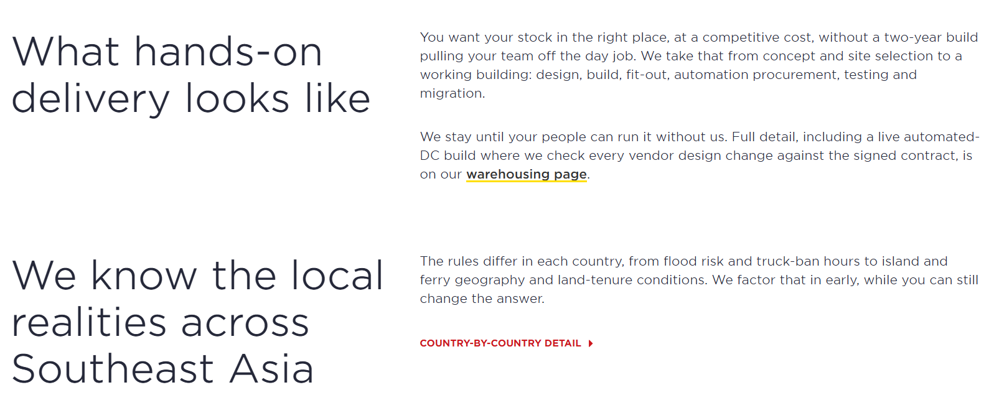 What hands-on
delivery looks like
You want your stock in the right place, at a competitive cost, without a two-year build
pulling your team off the day job. We take that from concept and site selection to a
working building: design, build, fit-out, automation procurement, testing and
migration.
We stay until your people can run it without us. Full detail, including a live automated-
DC build where we check every vendor design change against the signed contract, is
on our warehousing page.
We know the local
realities across
Southeast Asia
The rules differ in each country, from flood risk and truck-ban hours to island and
ferry geography and land-tenure conditions. We factor that in early, while you can still
change the answer.
COUNTRY-BY-COUNTRY DETAIL